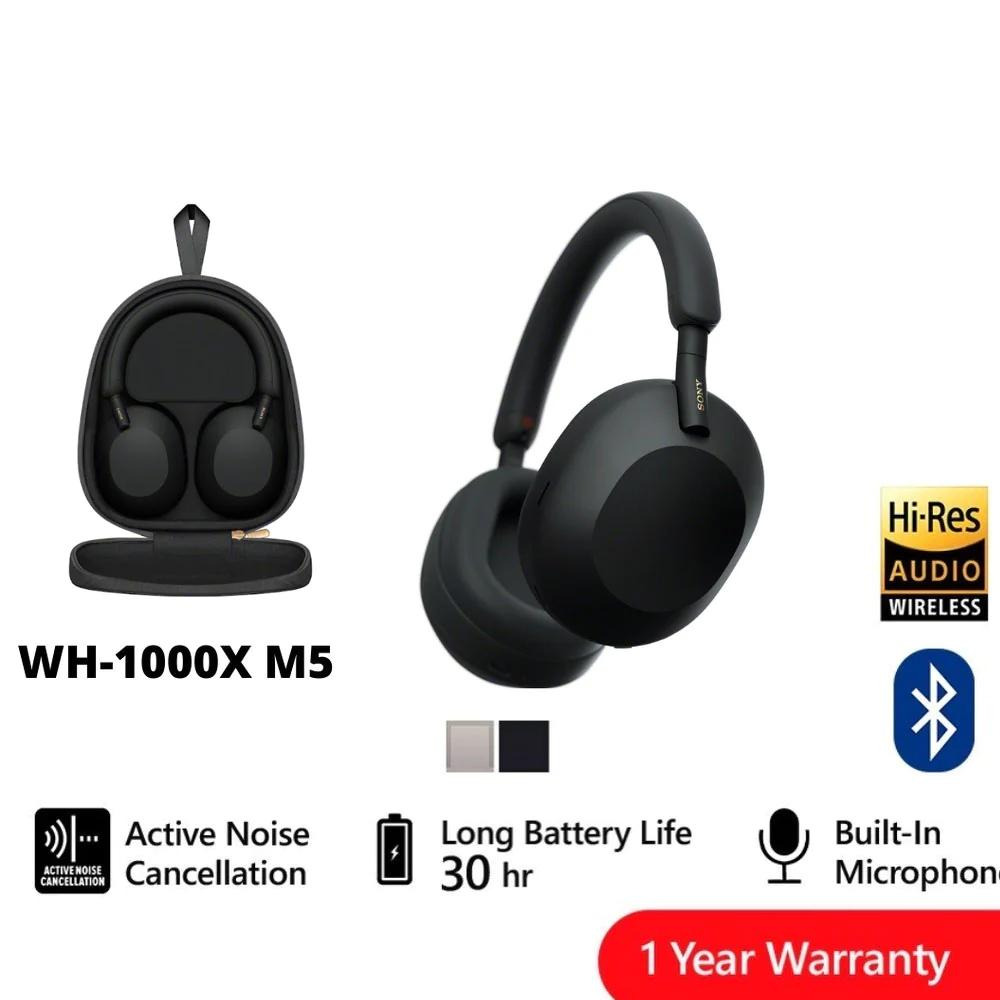 SONY
Hi-Res
AUDIO
WIRELESS
WH-1000X M5
ACTIVE NOISE
CANCELLATION
Active Noise
Cancellation
Long Battery Life
30 hr
Built-In
Microphon
1 Year Warranty